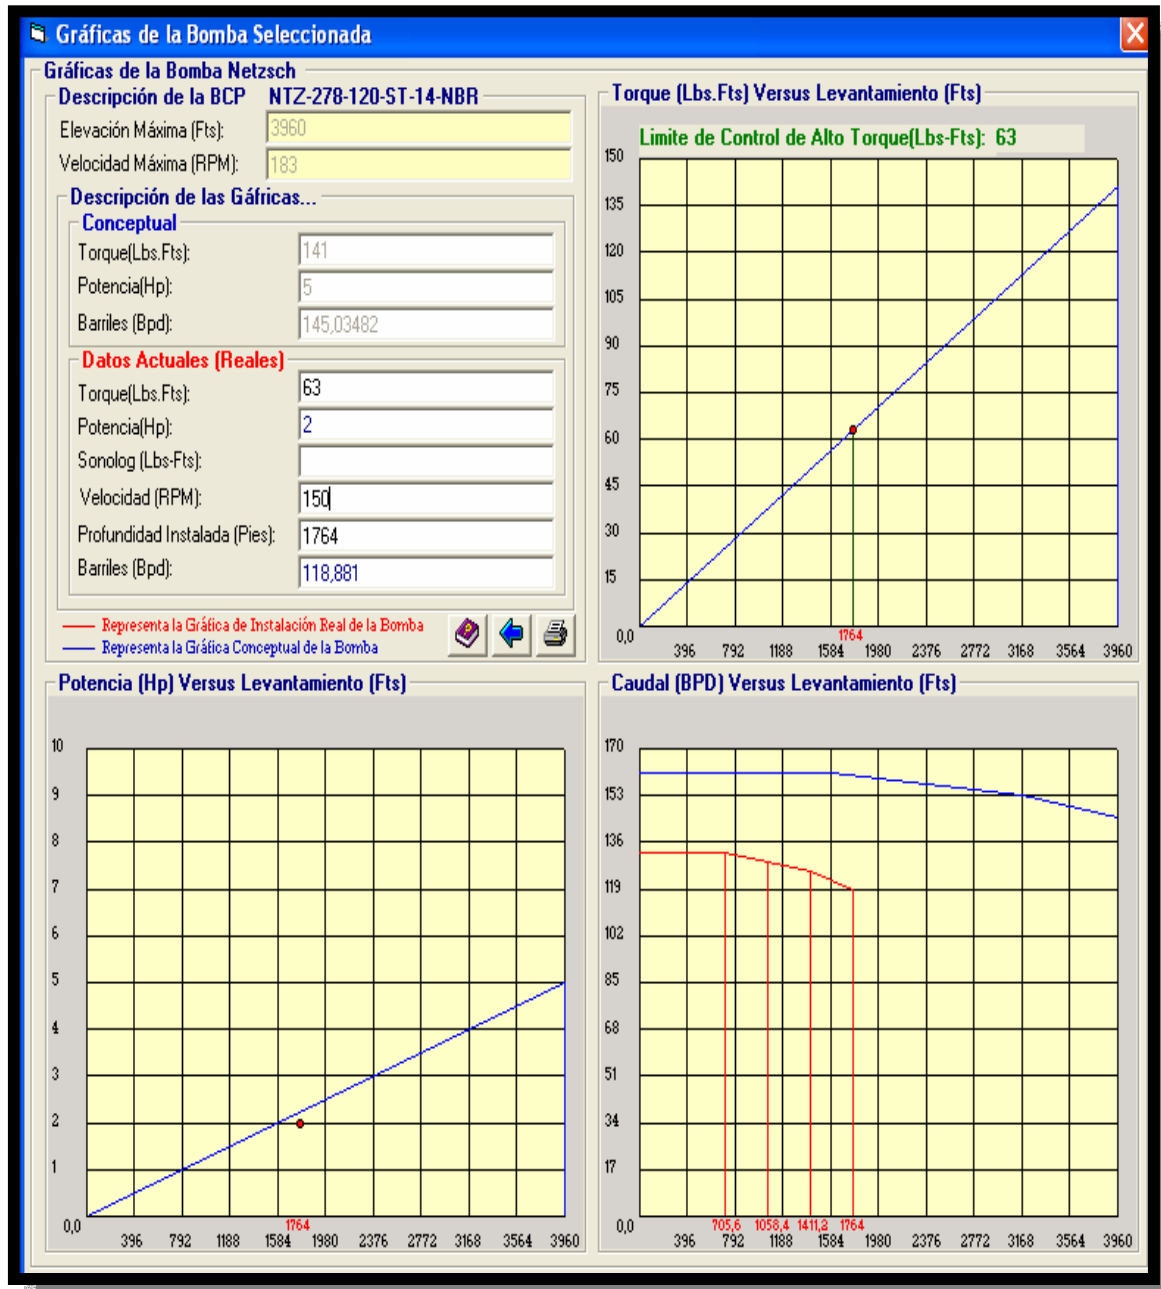 Gráficas de la Bomba Seleccionada
Gráficas de la Bomba Netzsch
Descripción de la BCP NTZ-278-120-ST-14-NBR
Elevación Máxima (Fts): 3960
Velocidad Máxima (RPM): 183
Descripción de las Gáfricas...
Conceptual
Torque(Lbs.Fts): 141
Potencia(Hp): 5
Barriles (Bpd): 145,03482
Datos Actuales (Reales)
Torque(Lbs.Fts): 63
Potencia(Hp): 2
Sonolog (Lbs-Fts):
Velocidad (RPM): 150
Profundidad Instalada (Pies): 1764
Barriles (Bpd): 118,881
Representa la Gráfica de Instalación Real de la Bomba
Representa la Gráfica Conceptual de la Bomba
Torque (Lbs.Fts) Versus Levantamiento (Fts)
Limite de Control de Alto Torque(Lbs-Fts): 63
150
135
120
105
90
75
60
45
30
15
0,0
1764
396 792 1188 1584 1980 2376 2772 3168 3564 3960
Potencia (Hp) Versus Levantamiento (Fts)
10
9
8
7
6
5
4
3
2
1
0,0
1764
396 792 1188 1584 1980 2376 2772 3168 3564 3960
Caudal (BPD) Versus Levantamiento (Fts)
170
153
136
119
102
85
68
51
34
17
0,0
705,6 1058,4 1411,2 1764
396 792 1188 1584 1980 2376 2772 3168 3564 3960